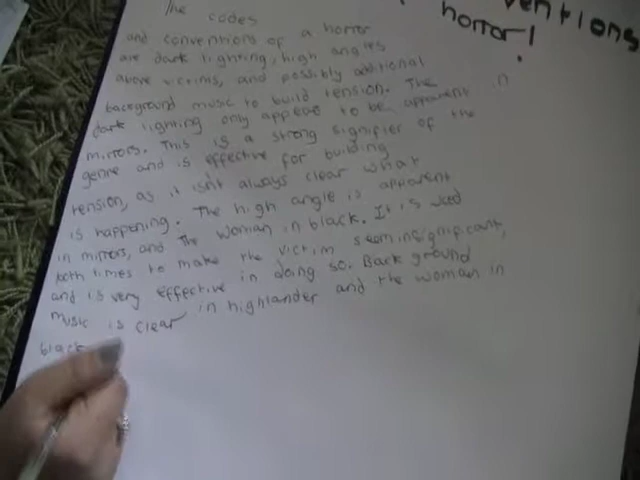 ventions
horror!
The codes
and conventions of a horror
are dark lighting, high angles
above victims, and possibly additional
background music to build tension. The
dark lighting only appears to be apparent in
mirrors. This is a strong signifier of the
genre and is effective for building
tension, as it isn't always clear what
is happening. The high angle is apparent
in mirrors, and The woman in black. It is used
both times to make the victim seem insignificant,
and is very effective in doing so. Back ground
music is clear in highlander and the woman in
black